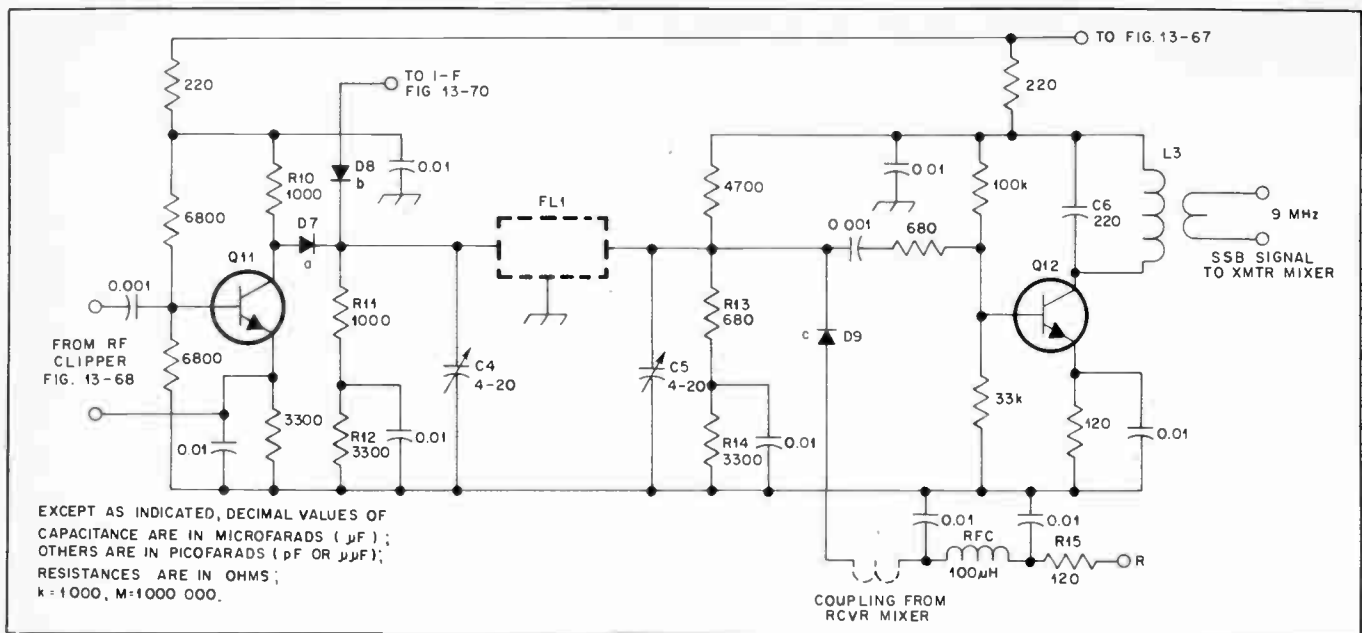 TO FIG. 13-67
220
TO I-F
FIG 13-70
220
D8
b
0.01
R10
1000
D7
a
6800
Q11
0.001
FROM RF
CLIPPER
FIG. 13-68
6800
0.01
3300
R11
1000
R12
3300
0.01
C4
4-20
FL1
C5
4-20
4700
0.01
0.001
680
R13
680
R14
3300
0.01
c
D9
100k
33k
Q12
C6
220
L3
9 MHz
SSB SIGNAL
TO XMTR MIXER
120
0.01
0.01
RFC
100µH
0.01
R15
120
R
COUPLING FROM
RCVR MIXER
EXCEPT AS INDICATED, DECIMAL VALUES OF
CAPACITANCE ARE IN MICROFARADS ( µF ) ;
OTHERS ARE IN PICOFARADS ( pF OR µµF);
RESISTANCES ARE IN OHMS ;
k = 1000, M=1000 000.